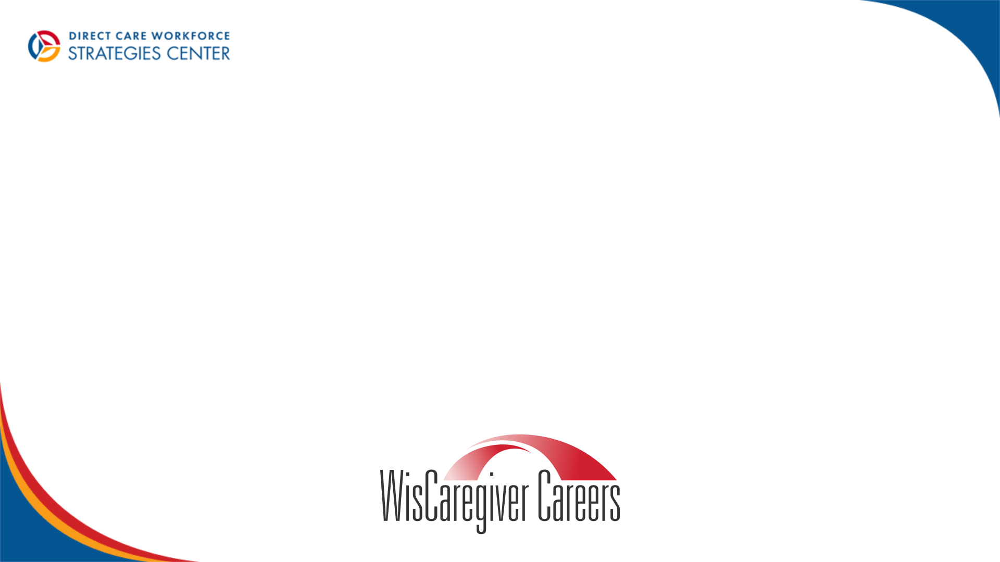 DIRECT CARE WORKFORCE
STRATEGIES CENTER
WisCaregiver Careers